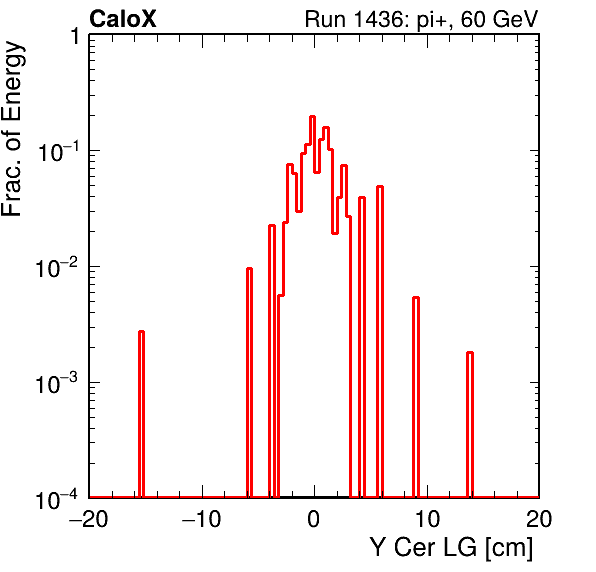 CaloX Run 1436: pi+, 60 GeV
Frac. of Energy
1
10⁻¹
10⁻²
10⁻³
10⁻⁴
−20 −10 0 10 20
Y Cer LG [cm]